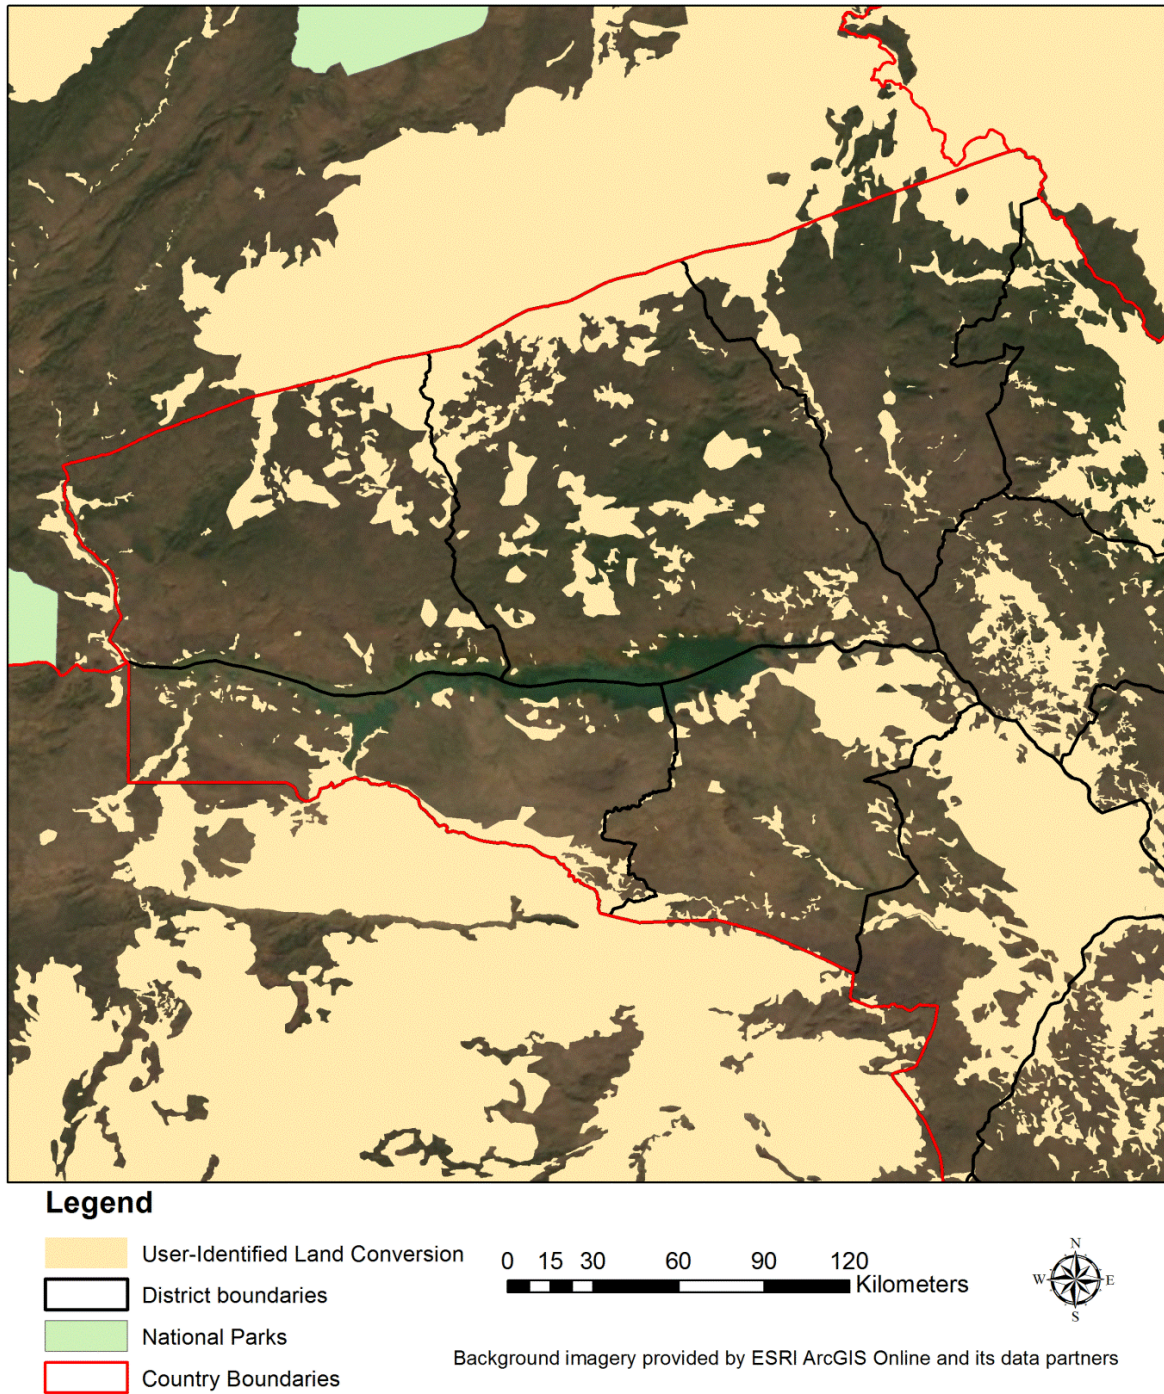 Legend
User-Identified Land Conversion
District boundaries
National Parks
Country Boundaries
0 15 30 60 90 120
Kilometers
N
W E
S
Background imagery provided by ESRI ArcGIS Online and its data partners